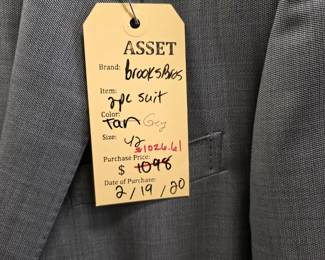 ASSET
Brand: brooksBros
Item:
2pc suit
Color:
Tan Gey
Size: 42
$1026.61
Purchase Price:
$ 1098
Date of Purchase:
2/19/20